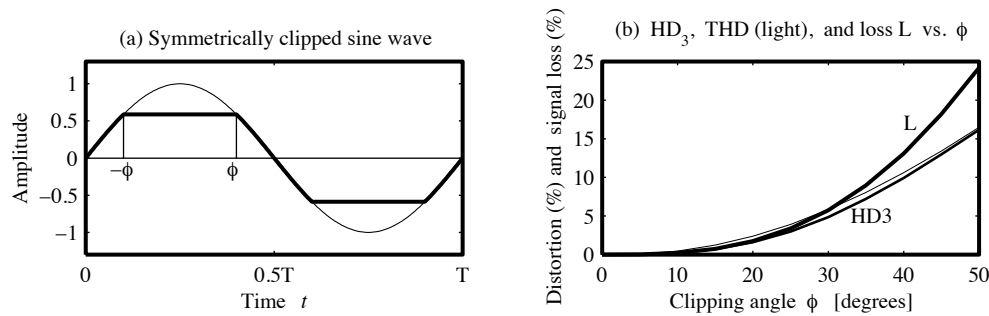 (a) Symmetrically clipped sine wave
Amplitude
1
0.5
0
−0.5
−1
−ϕ
ϕ
0
0.5T
T
Time t
(b) HD3, THD (light), and loss L vs. ϕ
Distortion (%) and signal loss (%)
25
20
15
10
5
0
L
HD3
0
10
20
30
40
50
Clipping angle ϕ [degrees]